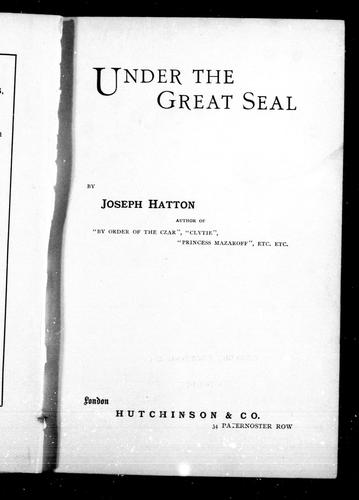 UNDER THE
GREAT SEAL
BY
JOSEPH HATTON
AUTHOR OF
"BY ORDER OF THE CZAR", "CLYTIE",
"PRINCESS MAZAROFF", ETC. ETC.
London
HUTCHINSON & CO.
34 PATERNOSTER ROW